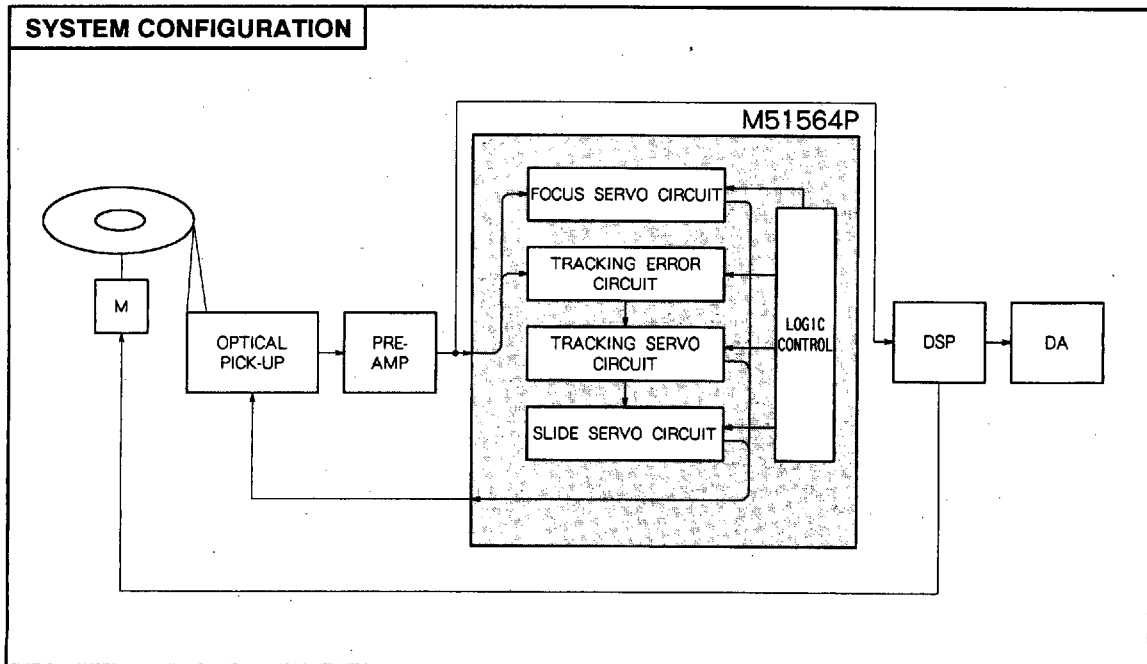 SYSTEM CONFIGURATION
M51564P
FOCUS SERVO CIRCUIT
TRACKING ERROR
CIRCUIT
TRACKING SERVO
CIRCUIT
SLIDE SERVO CIRCUIT
LOGIC
CONTROL
M
OPTICAL
PICK-UP
PRE-
AMP
DSP
DA